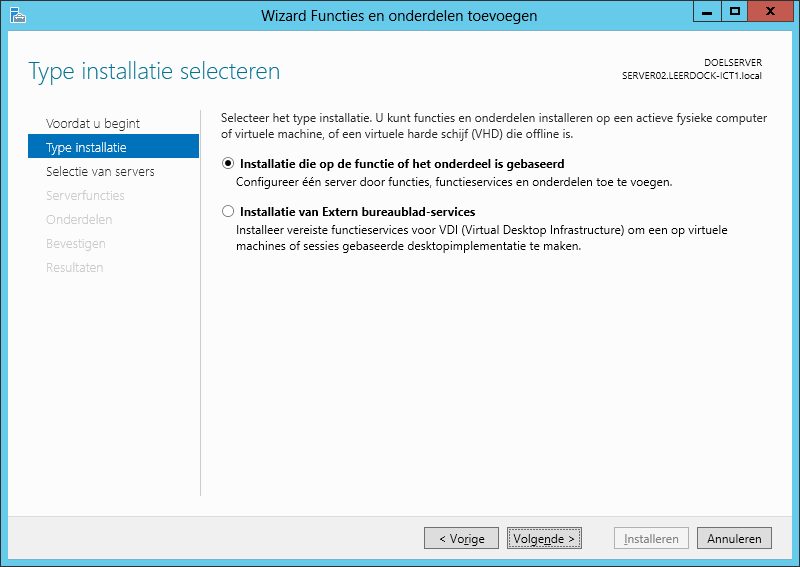 Wizard Functies en onderdelen toevoegen
Type installatie selecteren
DOELSERVER
SERVER02.LEERDOCK-ICT1.local
Voordat u begint
Type installatie
Selectie van servers
Serverfuncties
Onderdelen
Bevestigen
Resultaten
Selecteer het type installatie. U kunt functies en onderdelen installeren op een actieve fysieke computer
of virtuele machine, of een virtuele harde schijf (VHD) die offline is.
Installatie die op de functie of het onderdeel is gebaseerd
Configureer één server door functies, functieservices en onderdelen toe te voegen.
Installatie van Extern bureaublad-services
Installeer vereiste functieservices voor VDI (Virtual Desktop Infrastructure) om een op virtuele
machines of sessies gebaseerde desktopimplementatie te maken.
< Vorige
Volgende >
Installeren
Annuleren